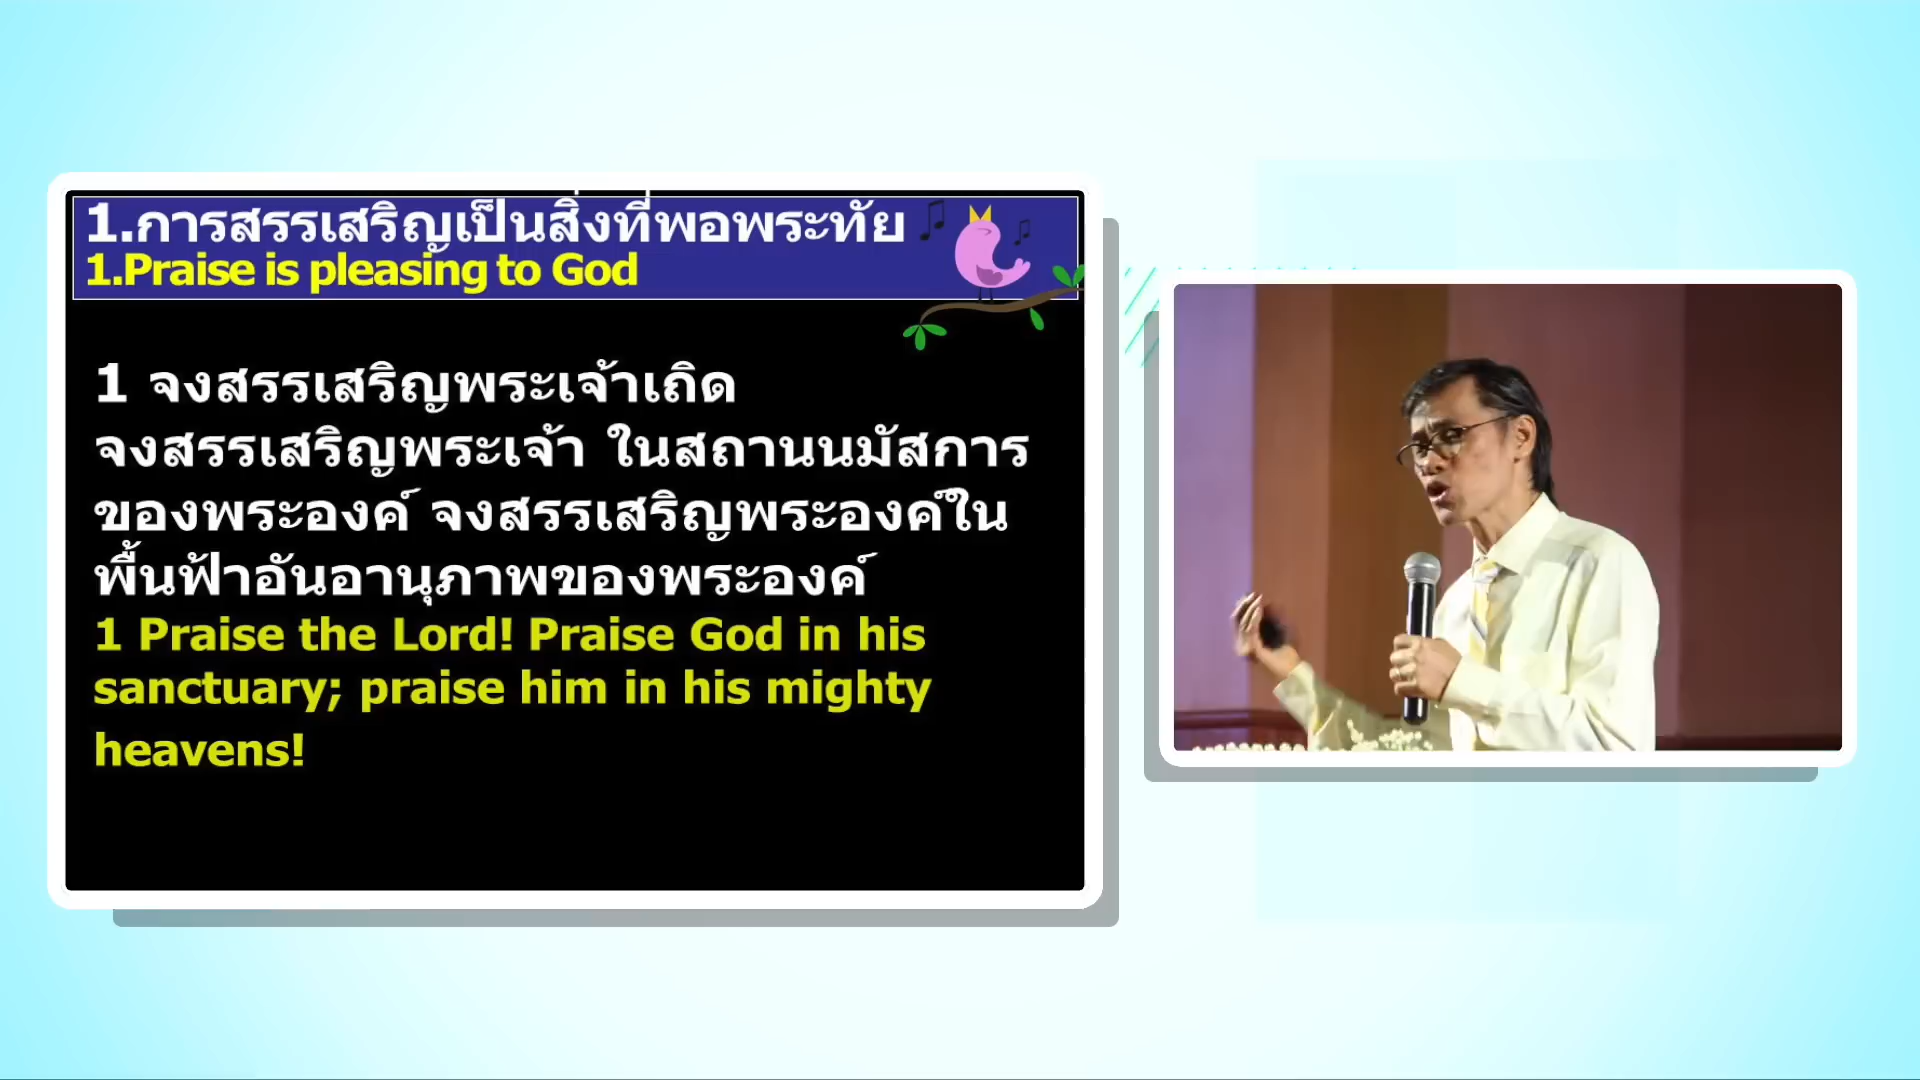 1.การสรรเสริญเป็นสิ่งที่พอพระทัย
1.Praise is pleasing to God
1 จงสรรเสริญพระเจ้าเถิด
จงสรรเสริญพระเจ้า ในสถานนมัสการ
ของพระองค์ จงสรรเสริญพระองค์ใน
พื้นฟ้าอันอานุภาพของพระองค์
1 Praise the Lord! Praise God in his
sanctuary; praise him in his mighty
heavens!